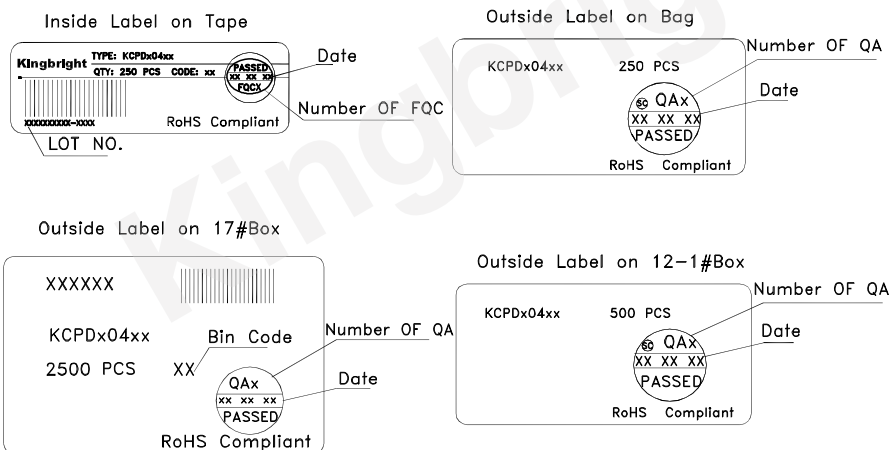 Inside Label on Tape
Kingbright
TYPE: KCPDx04xx
QTY: 250 PCS CODE: xx
PASSED
XX XX XX
FQCX
XXXXXXXXXX-XXXX
RoHS Compliant
LOT NO.
Date
Number OF FQC
Outside Label on Bag
KCPDx04xx 250 PCS
SC QAx
XX XX XX
PASSED
RoHS Compliant
Number OF QA
Date
Outside Label on 17#Box
XXXXXX
KCPDx04xx
Bin Code
2500 PCS XX
QAx
XX XX XX
PASSED
RoHS Compliant
Number OF QA
Date
Outside Label on 12-1#Box
KCPDx04xx 500 PCS
SC QAx
XX XX XX
PASSED
RoHS Compliant
Number OF QA
Date
Kingbrig